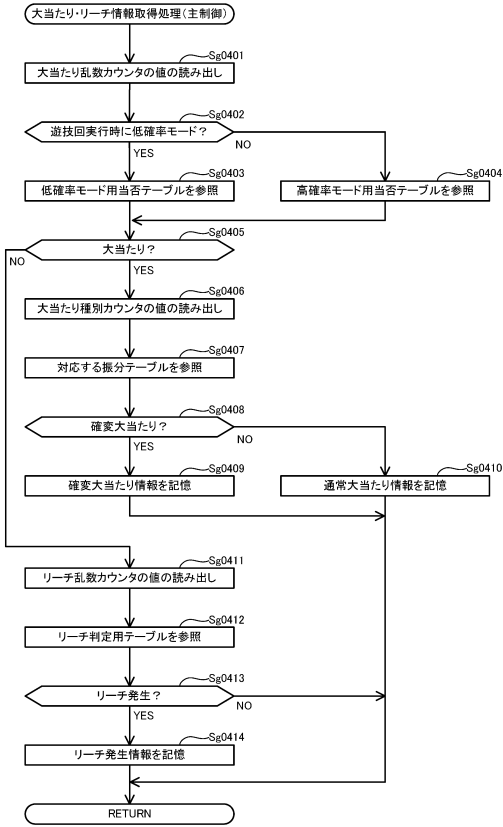 大当たり・リーチ情報取得処理（主制御）
Sg0401
大当たり乱数カウンタの値の読み出し
Sg0402
遊技回実行時に低確率モード？
NO
YES
Sg0403
低確率モード用当否テーブルを参照
Sg0404
高確率モード用当否テーブルを参照
Sg0405
大当たり？
NO
YES
Sg0406
大当たり種別カウンタの値の読み出し
Sg0407
対応する振分テーブルを参照
Sg0408
確変大当たり？
NO
YES
Sg0409
確変大当たり情報を記憶
Sg0410
通常大当たり情報を記憶
Sg0411
リーチ乱数カウンタの値の読み出し
Sg0412
リーチ判定用テーブルを参照
Sg0413
リーチ発生？
NO
YES
Sg0414
リーチ発生情報を記憶
RETURN